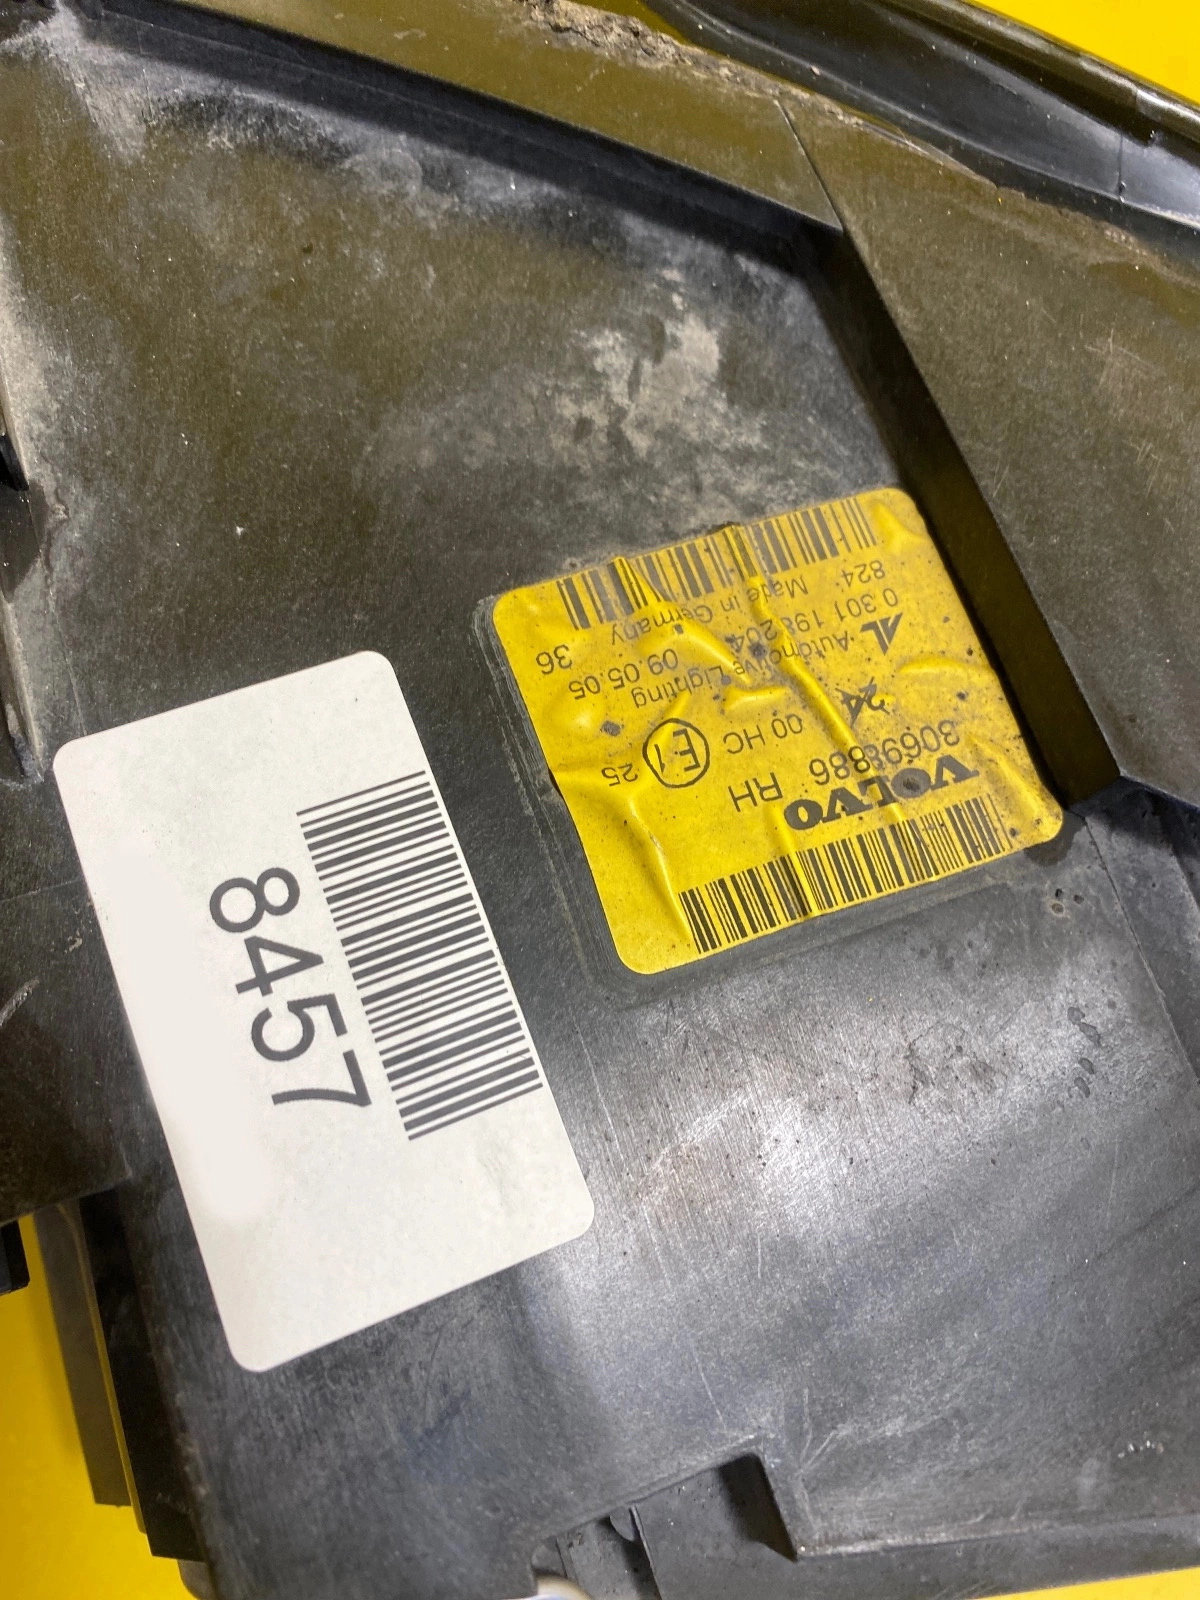 VOLVO
30698886 RH
24 00 HC E1 25
Automotive Lighting 09.05.05
0 301 198 204 36
824 Made in Germany
8457